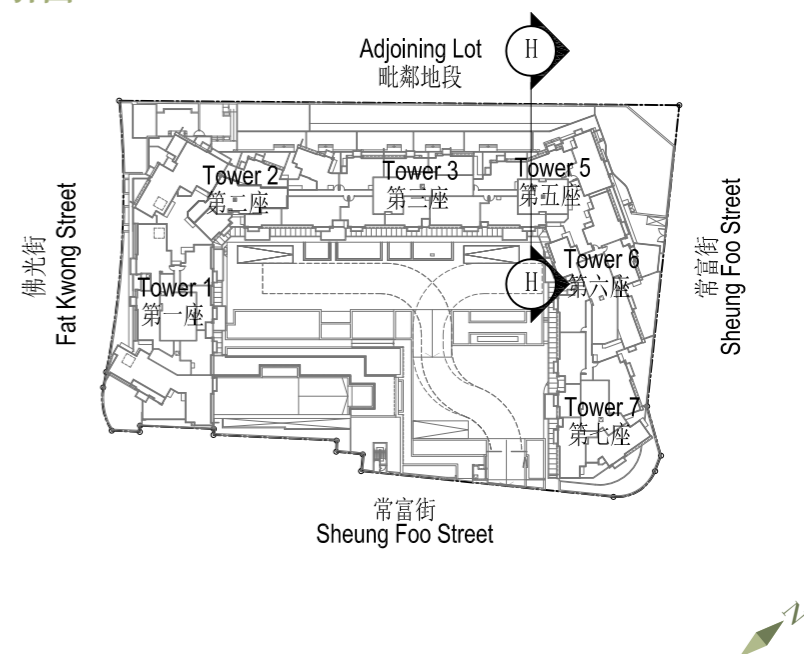 Adjoining Lot
毗鄰地段
H
Tower 2
第二座
Tower 3
第三座
Tower 5
第五座
佛光街
Fat Kwong Street
常富街
Sheung Foo Street
Tower 1
第一座
H
Tower 6
第六座
Tower 7
第七座
常富街
Sheung Foo Street
N